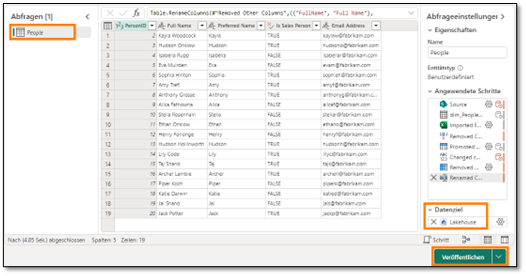 Abfragen [1]
People
Table.RenameColumns(#"Removed Other Columns",{{"FullName", "Full Name"},
PersonID Full Name Preferred Name Is Sales Person Email Address
1 2 Kayla Woodcock Kayla TRUE kaylaw@fabrikam.com
2 3 Hudson Onslow Hudson TRUE hudsono@fabrikam.com
3 4 Isabella Rupp Isabella FALSE isabellar@fabrikam.com
4 5 Eva Muirden Eva FALSE evam@fabrikam.com
5 6 Sophia Hinton Sophia TRUE sophiah@fabrikam.com
6 7 Amy Trefl Amy TRUE amyt@fabrikam.com
7 8 Anthony Grosse Anthony TRUE anthonyg@fabrikam.c...
8 9 Alica Fatnowna Alica FALSE alicaf@fabrikam.com
9 10 Stella Rosenhain Stella FALSE stellar@fabrikam.com
10 11 Ethan Onslow Ethan FALSE ethano@fabrikam.com
11 12 Henry Forlonge Henry FALSE henryf@fabrikam.com
12 13 Hudson Hollinworth Hudson TRUE hudsonh@fabrikam.com
13 14 Lily Code Lily TRUE lilyc@fabrikam.com
14 15 Taj Shand Taj TRUE tajs@fabrikam.com
15 16 Archer Lamble Archer TRUE archerl@fabrikam.com
16 17 Piper Koch Piper FALSE piperk@fabrikam.com
17 18 Katie Darwin Katie FALSE katied@fabrikam.com
18 19 Jai Shand Jai FALSE jais@fabrikam.com
19 20 Jack Potter Jack TRUE jackp@fabrikam.com
Nach (4.85 Sek.) abgeschlossen Spalten: 5 Zeilen: 19
Abfrageeinstellungen
Eigenschaften
Name
People
Entitätstyp
Benutzerdefiniert
Angewendete Schritte
Source
dim_People...
Imported E...
Removed C...
Promoted ...
Changed c...
Removed ...
Renamed C...
Datenziel
Lakehouse
Schritt
Veröffentlichen